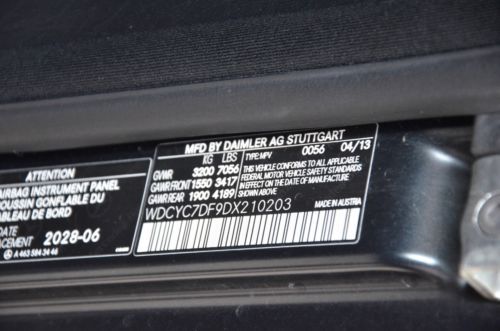 MFD BY DAIMLER AG STUTTGART
KG LBS TYPE: MPV 0056 04/13
GVWR 3200 7056 THIS VEHICLE CONFORMS TO ALL APPLICABLE
GAWR FRONT 1550 3417 FEDERAL MOTOR VEHICLE SAFETY STANDARDS
GAWR REAR 1900 4189 IN EFFECT ON THE DATE OF MANUFACTURE SHOWN ABOVE.
WDCYC7DF9DX210203 MADE IN AUSTRIA
ATTENTION
AIRBAG INSTRUMENT PANEL
COUSSIN GONFLABLE DU
TABLEAU DE BORD
DATE
2028-06
A 463 584 34 46